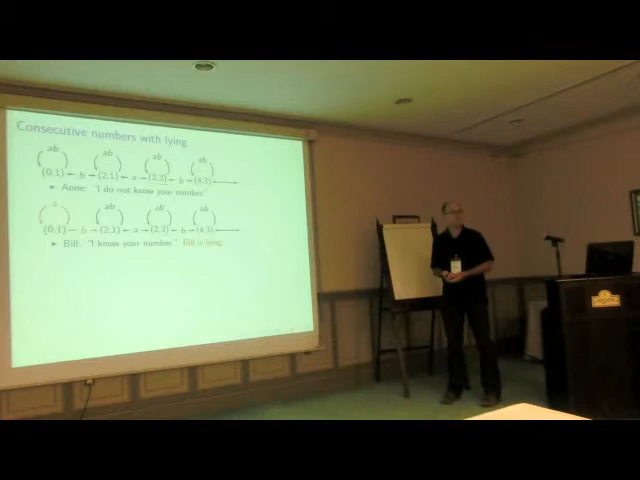 Consecutive numbers with lying
ab ab ab ab
(0,1) b (2,1) a (2,3) b (4,3)
Anne: "I do not know your number."
a ab ab ab
(0,1) b (2,1) a (2,3) b (4,3)
Bill: "I know your number." Bill is lying